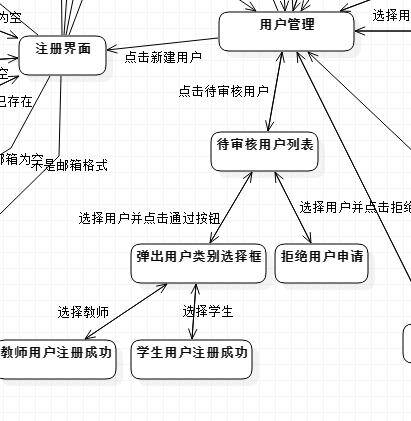 为空
选择用
用户管理
注册界面
点击新建用户
空
点击待审核用户
已存在
待审核用户列表
邮箱为空
不是邮箱格式
选择用户并点击通过按钮
选择用户并点击拒绝
弹出用户类别选择框
拒绝用户申请
选择教师
选择学生
教师用户注册成功
学生用户注册成功